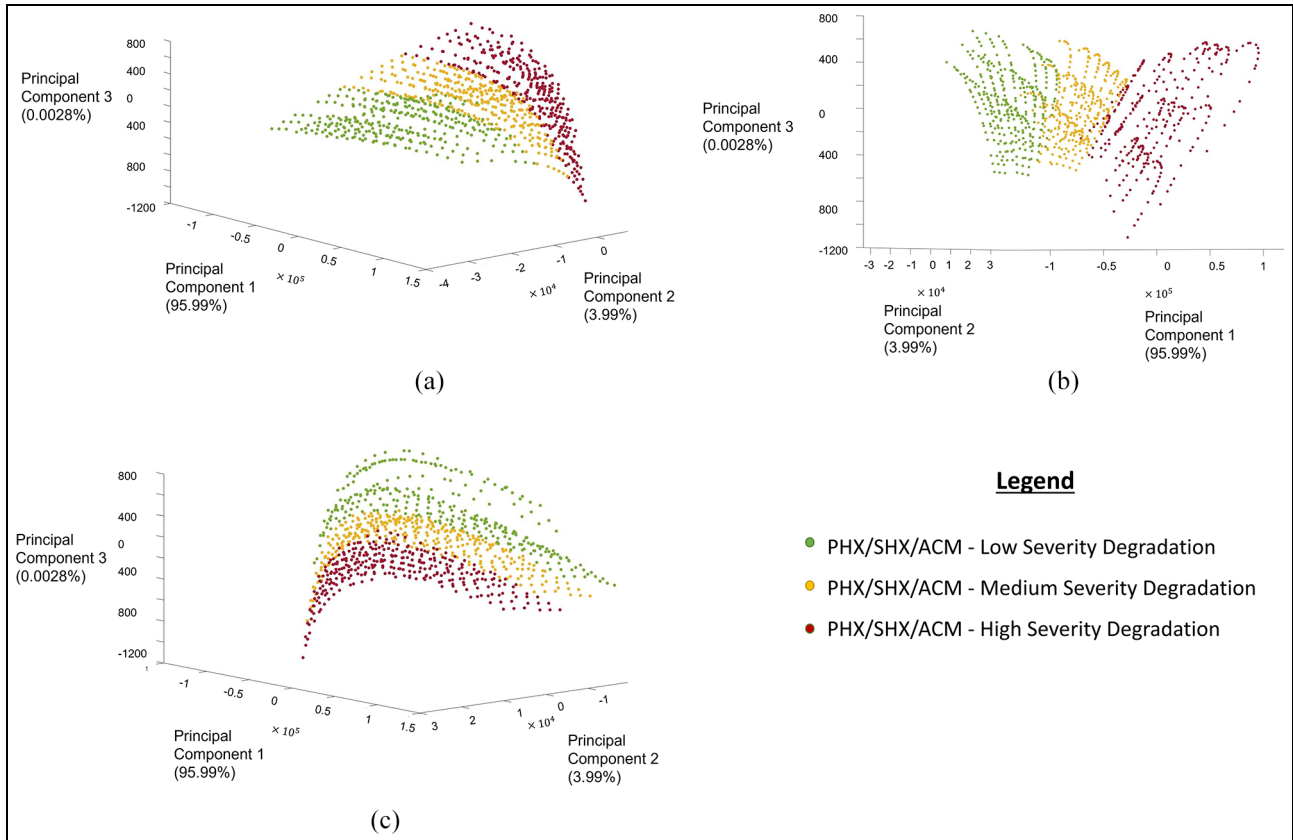 800
400
0
400
800
-1200
Principal
Component 3
(0.0028%)
-1
-0.5
0
0.5
1
1.5
× 10⁵
Principal
Component 1
(95.99%)
-4
-3
-2
-1
0
× 10⁴
Principal
Component 2
(3.99%)
(a)
800
400
0
400
800
-1200
Principal
Component 3
(0.0028%)
-3 -2 -1 0 1 2 3
-1 -0.5 0 0.5 1
× 10⁴
× 10⁵
Principal
Component 2
(3.99%)
Principal
Component 1
(95.99%)
(b)
800
400
0
400
800
-1200
Principal
Component 3
(0.0028%)
1
-1
-0.5
0
0.5
1
1.5
× 10⁵
Principal
Component 1
(95.99%)
3
2
1
0
-1
× 10⁴
Principal
Component 2
(3.99%)
(c)
Legend
PHX/SHX/ACM - Low Severity Degradation
PHX/SHX/ACM - Medium Severity Degradation
PHX/SHX/ACM - High Severity Degradation